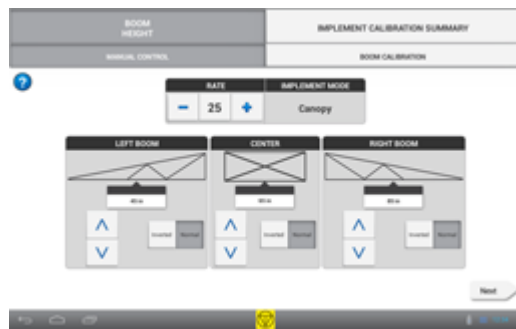 BOOM
HEIGHT
IMPLEMENT CALIBRATION SUMMARY
MANUAL CONTROL
BOOM CALIBRATION
RATE
IMPLEMENT MODE
25
Canopy
LEFT BOOM
CENTER
RIGHT BOOM
Inverted
Normal
Inverted
Normal
Inverted
Normal
Next